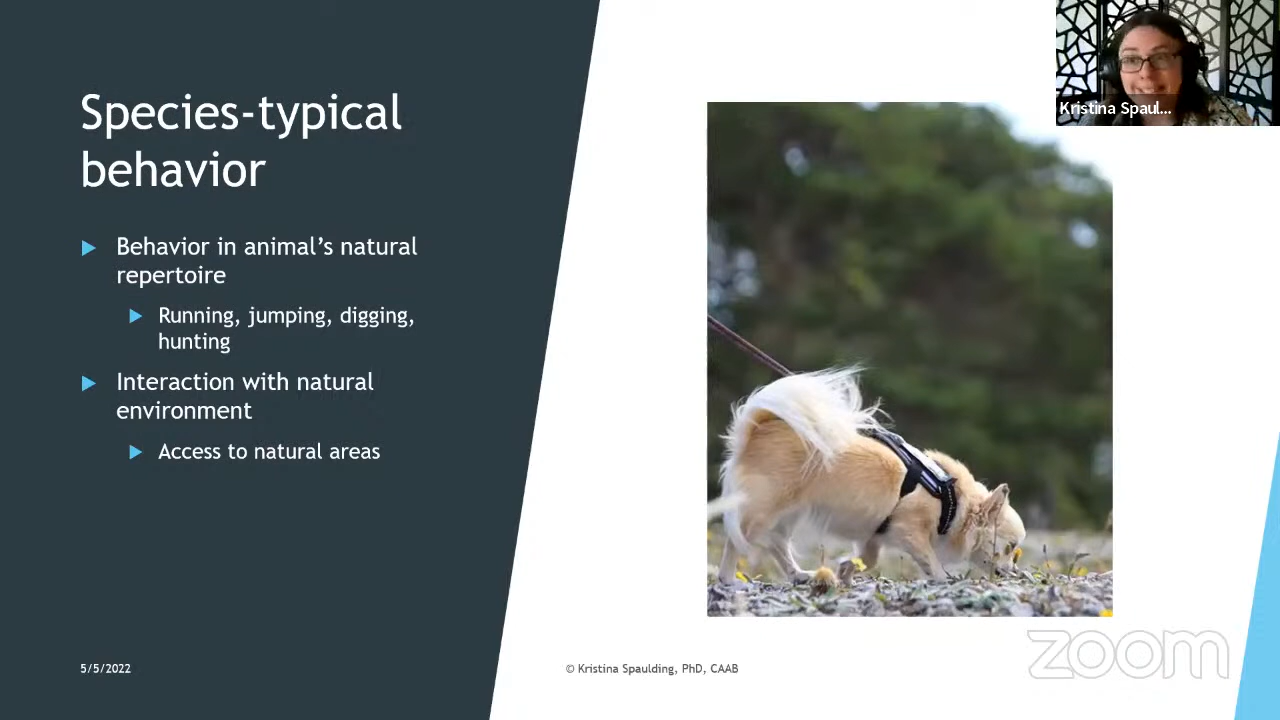 Species-typical
behavior
Behavior in animal's natural
repertoire
Running, jumping, digging,
hunting
Interaction with natural
environment
Access to natural areas
5/5/2022
© Kristina Spaulding, PhD, CAAB
Kristina Spaul...
zoom